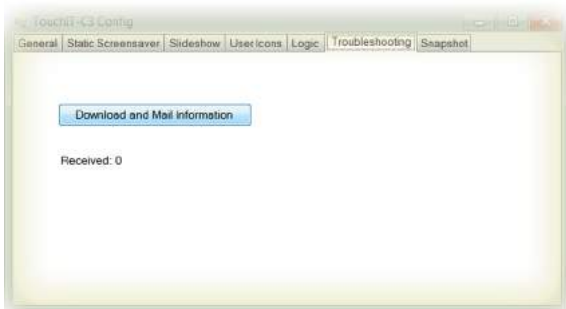 TouchIT-C3 Config
General Static Screensaver Slideshow User Icons Logic Troubleshooting Snapshot
Download and Mail Information
Received: 0